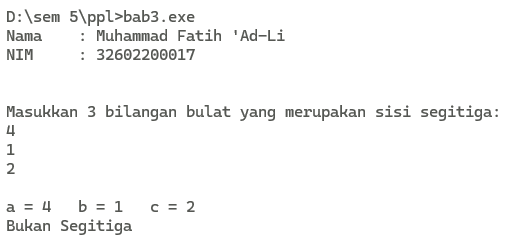 D:\sem 5\ppl>bab3.exe
Nama    : Muhammad Fatih 'Ad-Li
NIM     : 32602200017
Masukkan 3 bilangan bulat yang merupakan sisi segitiga:
4
1
2
a = 4   b = 1   c = 2
Bukan Segitiga